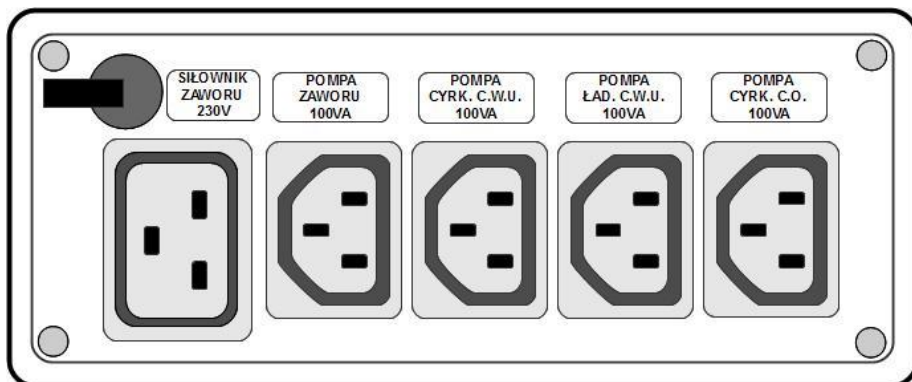 SIŁOWNIK
ZAWORU
230V
POMPA
ZAWORU
100VA
POMPA
CYRK. C.W.U.
100VA
POMPA
ŁAD. C.W.U.
100VA
POMPA
CYRK. C.O.
100VA